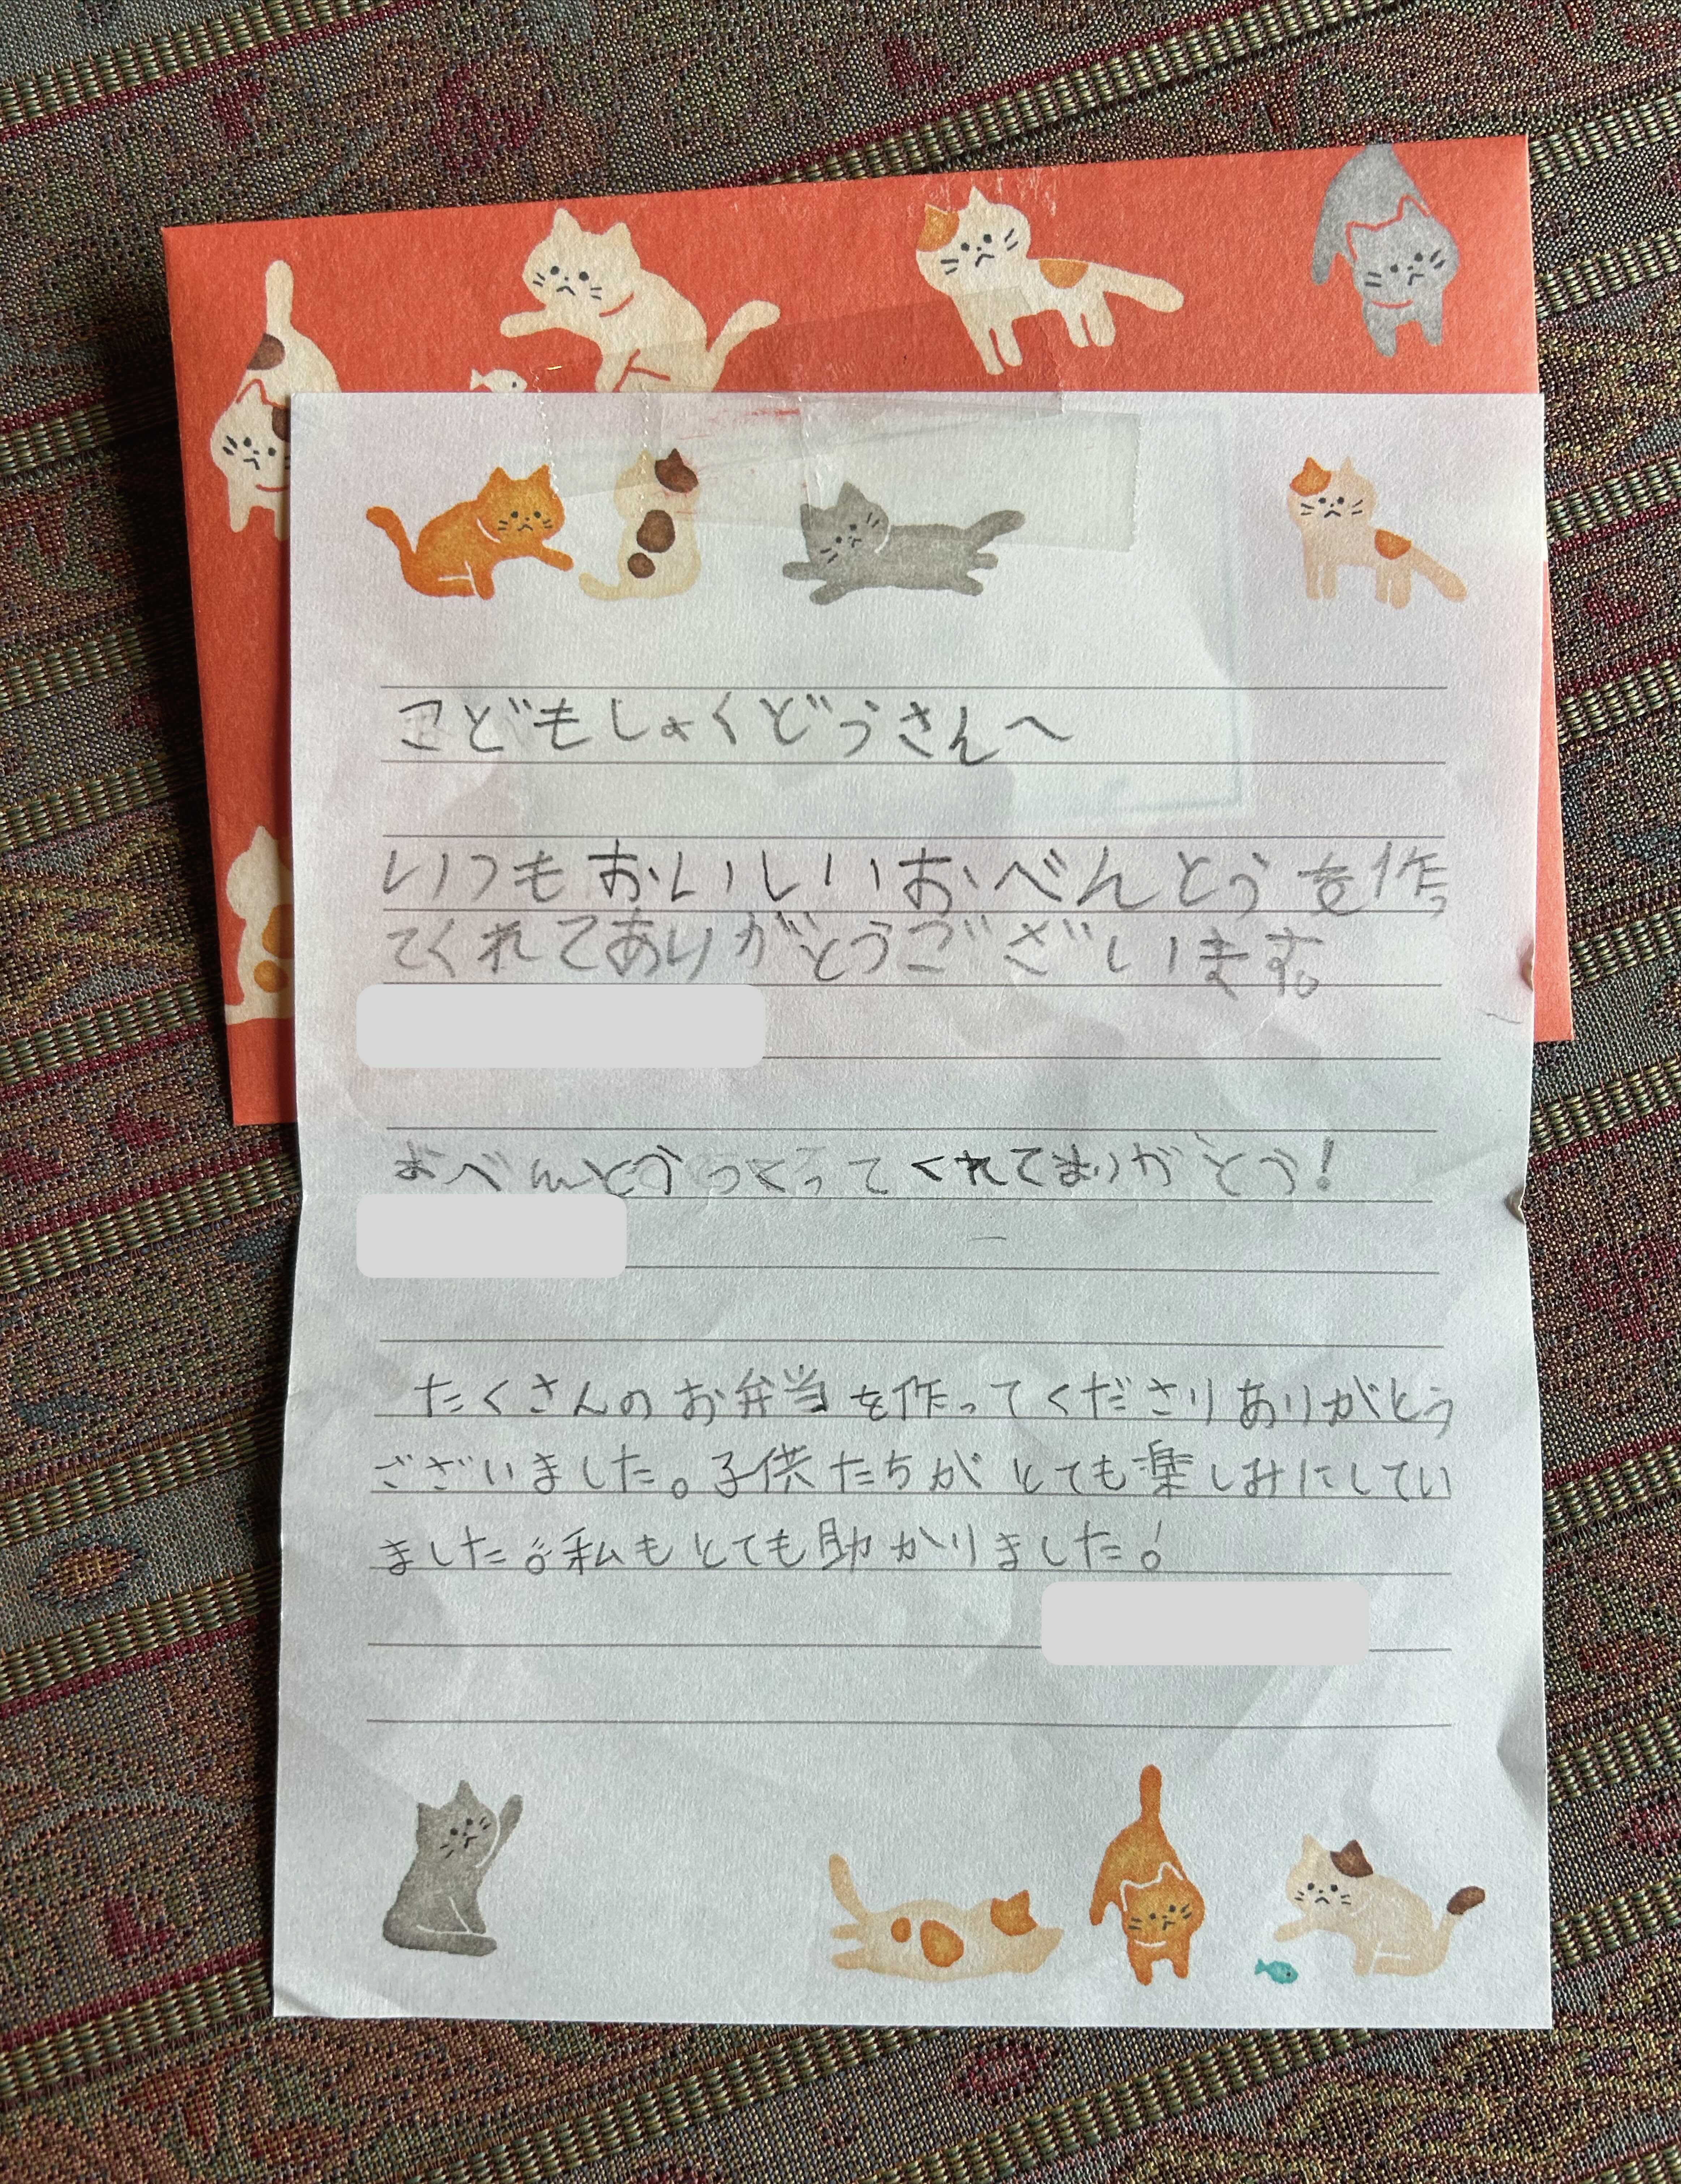 こどもしょくどうさんへ
いつもおいしいおべんとうを作っ
てくれてありがとうございます。
おべんとうつくってくれてありがとう!
たくさんのお弁当を作ってくださりありがとう
ございました。子供たちがとても楽しみにしてい
ました。私もとても助かりました!